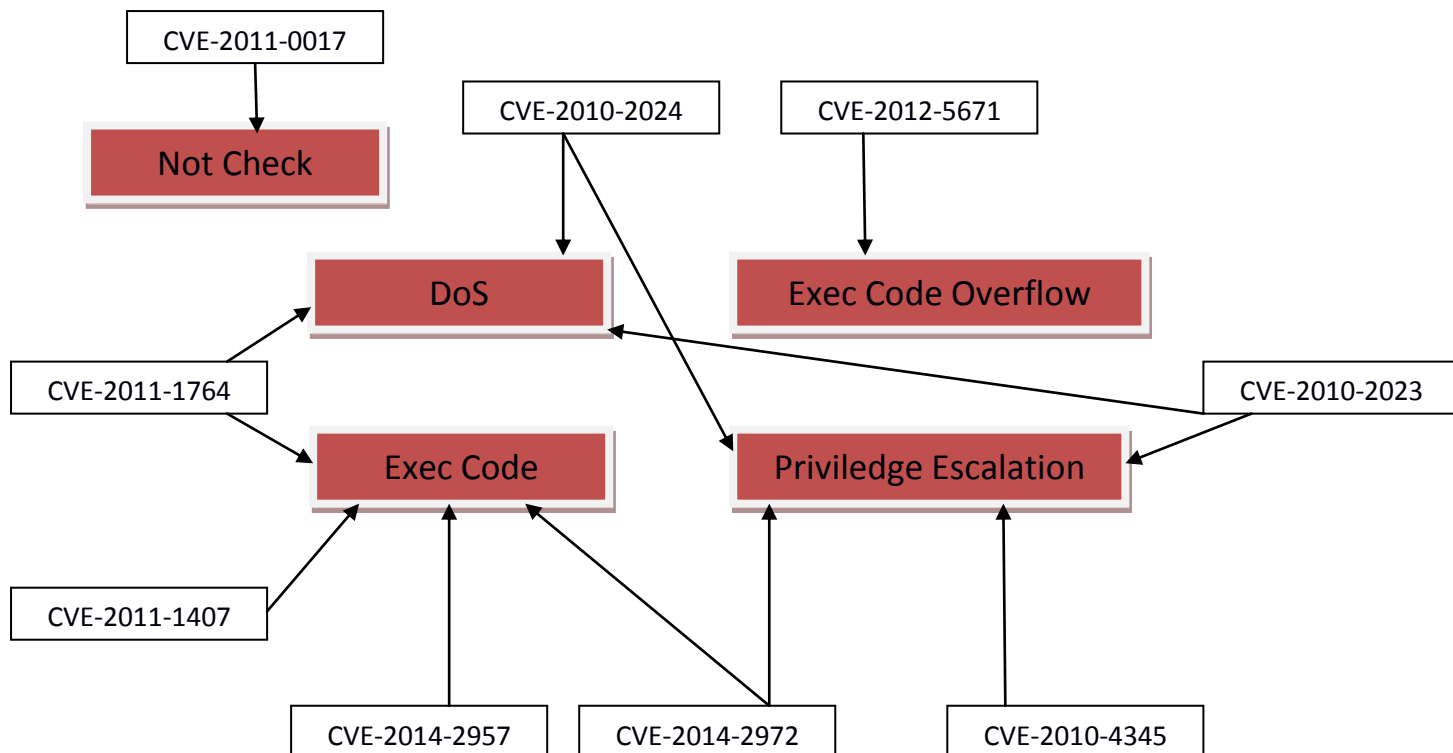 CVE-2011-0017
CVE-2010-2024
CVE-2012-5671
Not Check
DoS
Exec Code Overflow
CVE-2011-1764
CVE-2010-2023
Exec Code
Priviledge Escalation
CVE-2011-1407
CVE-2014-2957
CVE-2014-2972
CVE-2010-4345